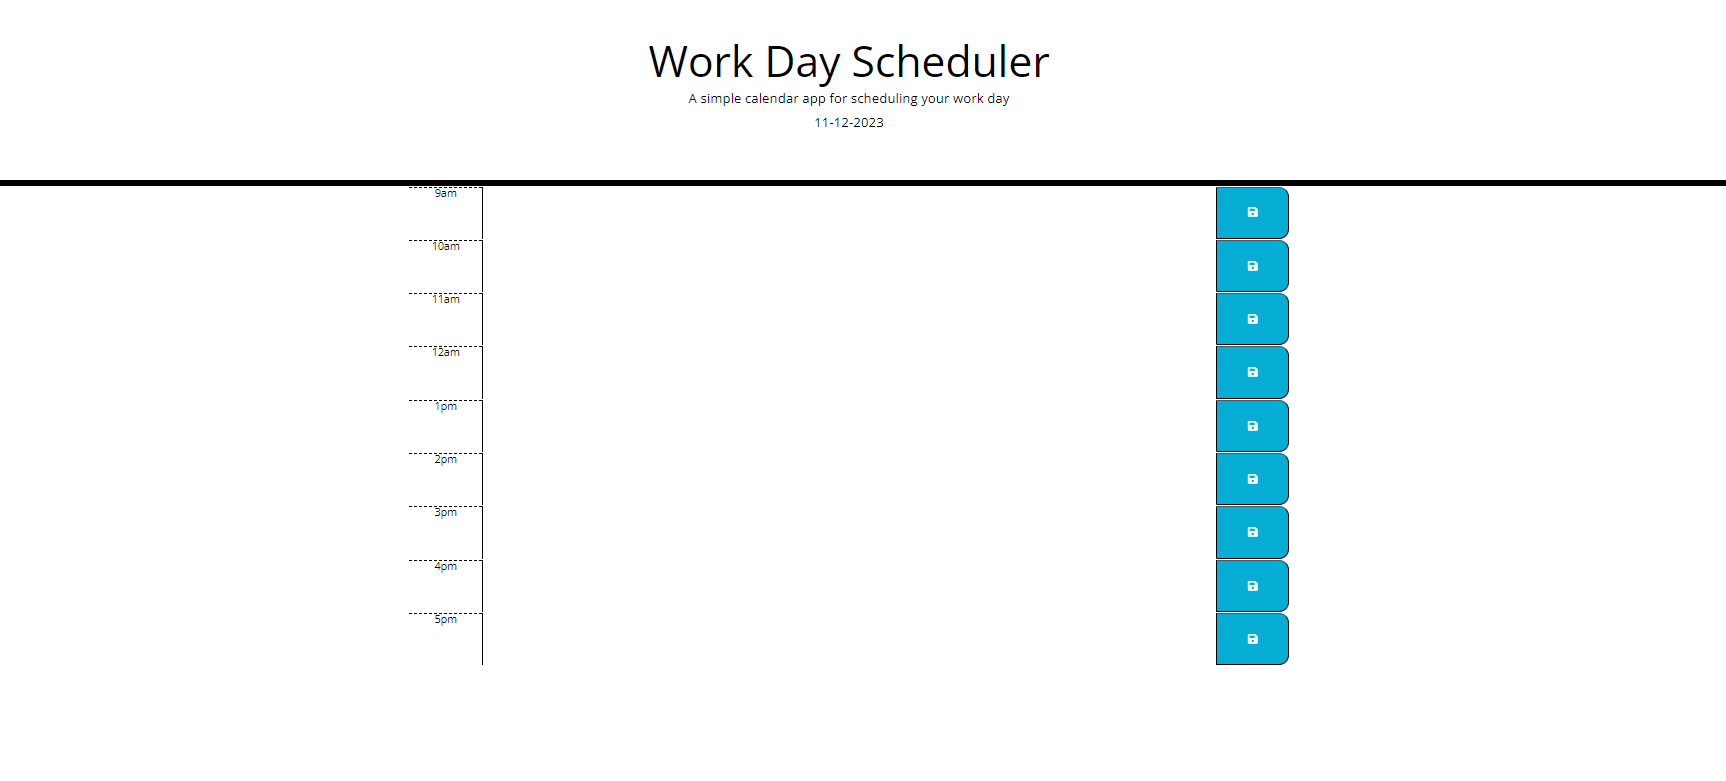 Work Day Scheduler
A simple calendar app for scheduling your work day
11-12-2023
9am
10am
11am
12am
1pm
2pm
3pm
4pm
5pm